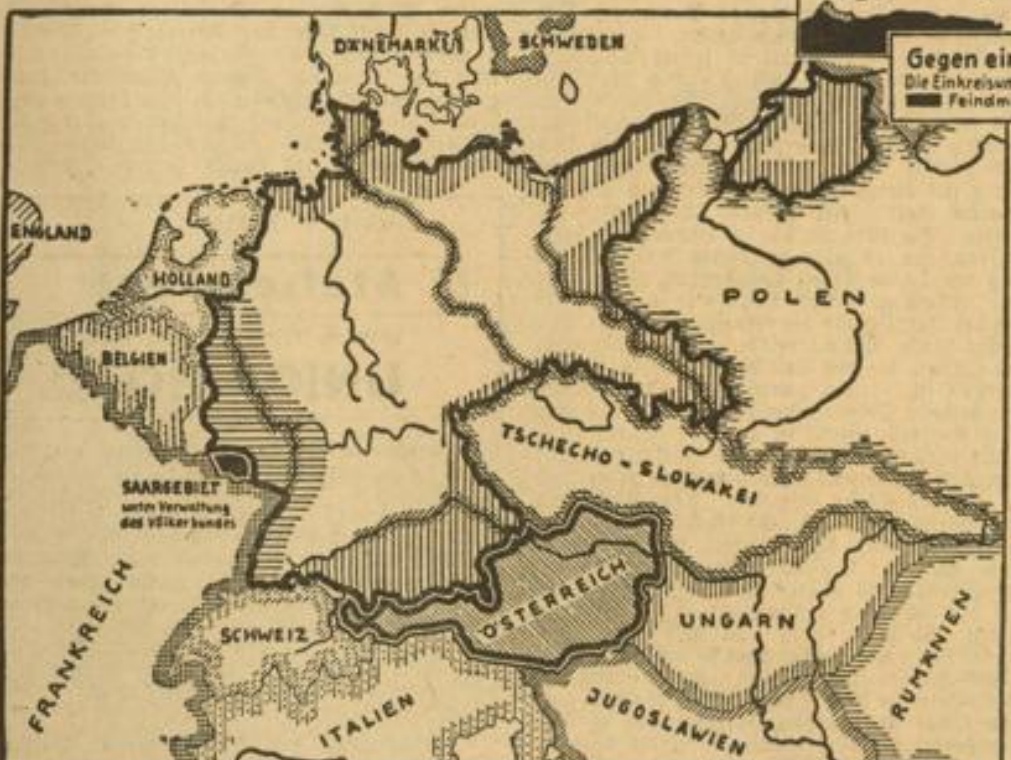 Gegen ein
Die Einkreisun
Feindm
DÄNEMARK
SCHWEDEN
ENGLAND
HOLLAND
POLEN
BELGIEN
TSCHECHO - SLOWAKEI
SAARGEBIET
unter Verwaltung
des Völkerbundes
FRANKREICH
ÖSTERREICH
SCHWEIZ
UNGARN
RUMÄNIEN
ITALIEN
JUGOSLAWIEN